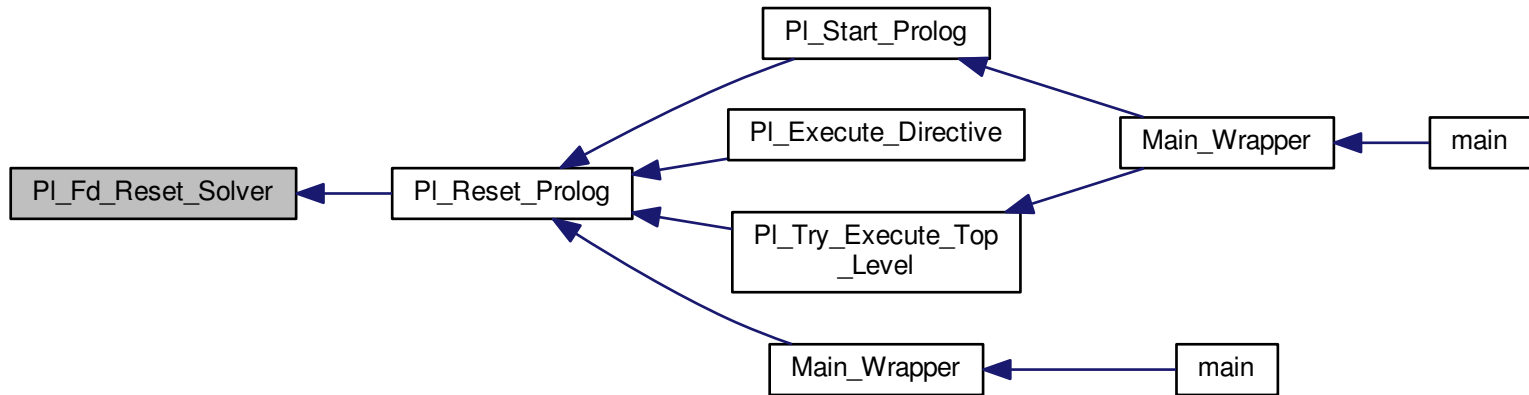 Pl_Start_Prolog
Pl_Execute_Directive
Main_Wrapper
main
Pl_Fd_Reset_Solver
Pl_Reset_Prolog
Pl_Try_Execute_Top
_Level
Main_Wrapper
main